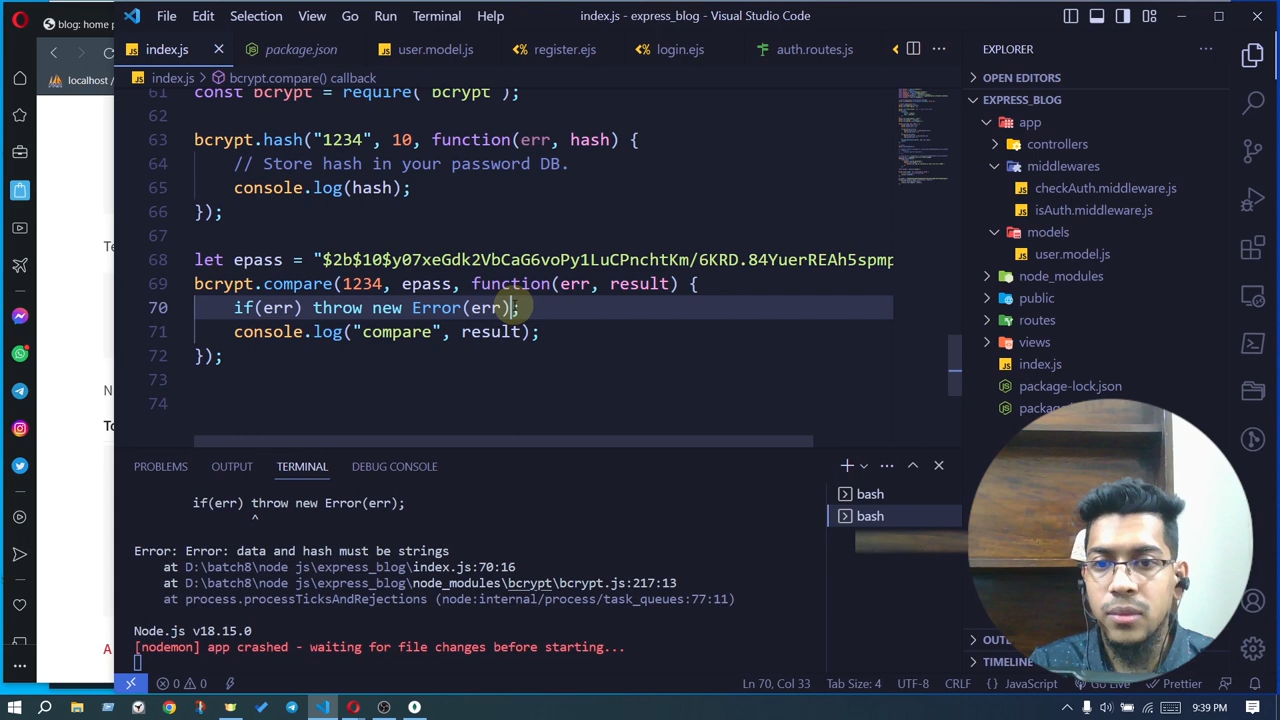 File Edit Selection View Go Run Terminal Help
index.js - express_blog - Visual Studio Code
blog: home p
localhost /
index.js package.json user.model.js register.ejs login.ejs auth.routes.js
index.js > bcrypt.compare() callback
61 const bcrypt = require( bcrypt );
62
63 bcrypt.hash("1234", 10, function(err, hash) {
64 // Store hash in your password DB.
65 console.log(hash);
66 });
67
68 let epass = "$2b$10$y07xeGdk2VbCaG6voPy1LuCPnchtKm/6KRD.84YuerREAh5spmp
69 bcrypt.compare(1234, epass, function(err, result) {
70 if(err) throw new Error(err);
71 console.log("compare", result);
72 });
73
74
EXPLORER
OPEN EDITORS
EXPRESS_BLOG
app
controllers
middlewares
checkAuth.middleware.js
isAuth.middleware.js
models
user.model.js
node_modules
public
routes
views
index.js
package-lock.json
package
OUT
TIMELINE
Te
N
To
A
PROBLEMS OUTPUT TERMINAL DEBUG CONSOLE
bash
bash
if(err) throw new Error(err);
^
Error: Error: data and hash must be strings
at D:\batch8\node js\express_blog\index.js:70:16
at D:\batch8\node js\express_blog\node_modules\bcrypt\bcrypt.js:217:13
at process.processTicksAndRejections (node:internal/process/task_queues:77:11)
Node.js v18.15.0
[nodemon] app crashed - waiting for file changes before starting...
0 0 Ln 70, Col 33 Tab Size: 4 UTF-8 CRLF {} JavaScript Go Live Prettier
9:39 PM